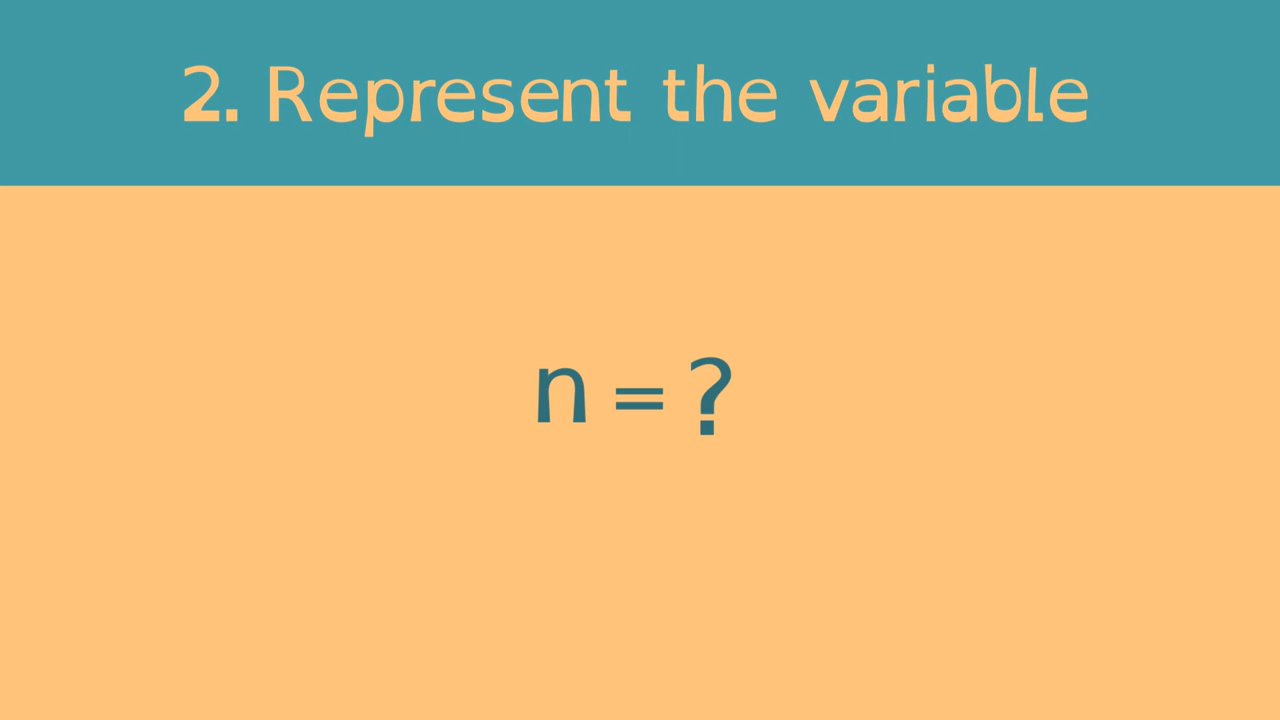 2. Represent the variable
n = ?